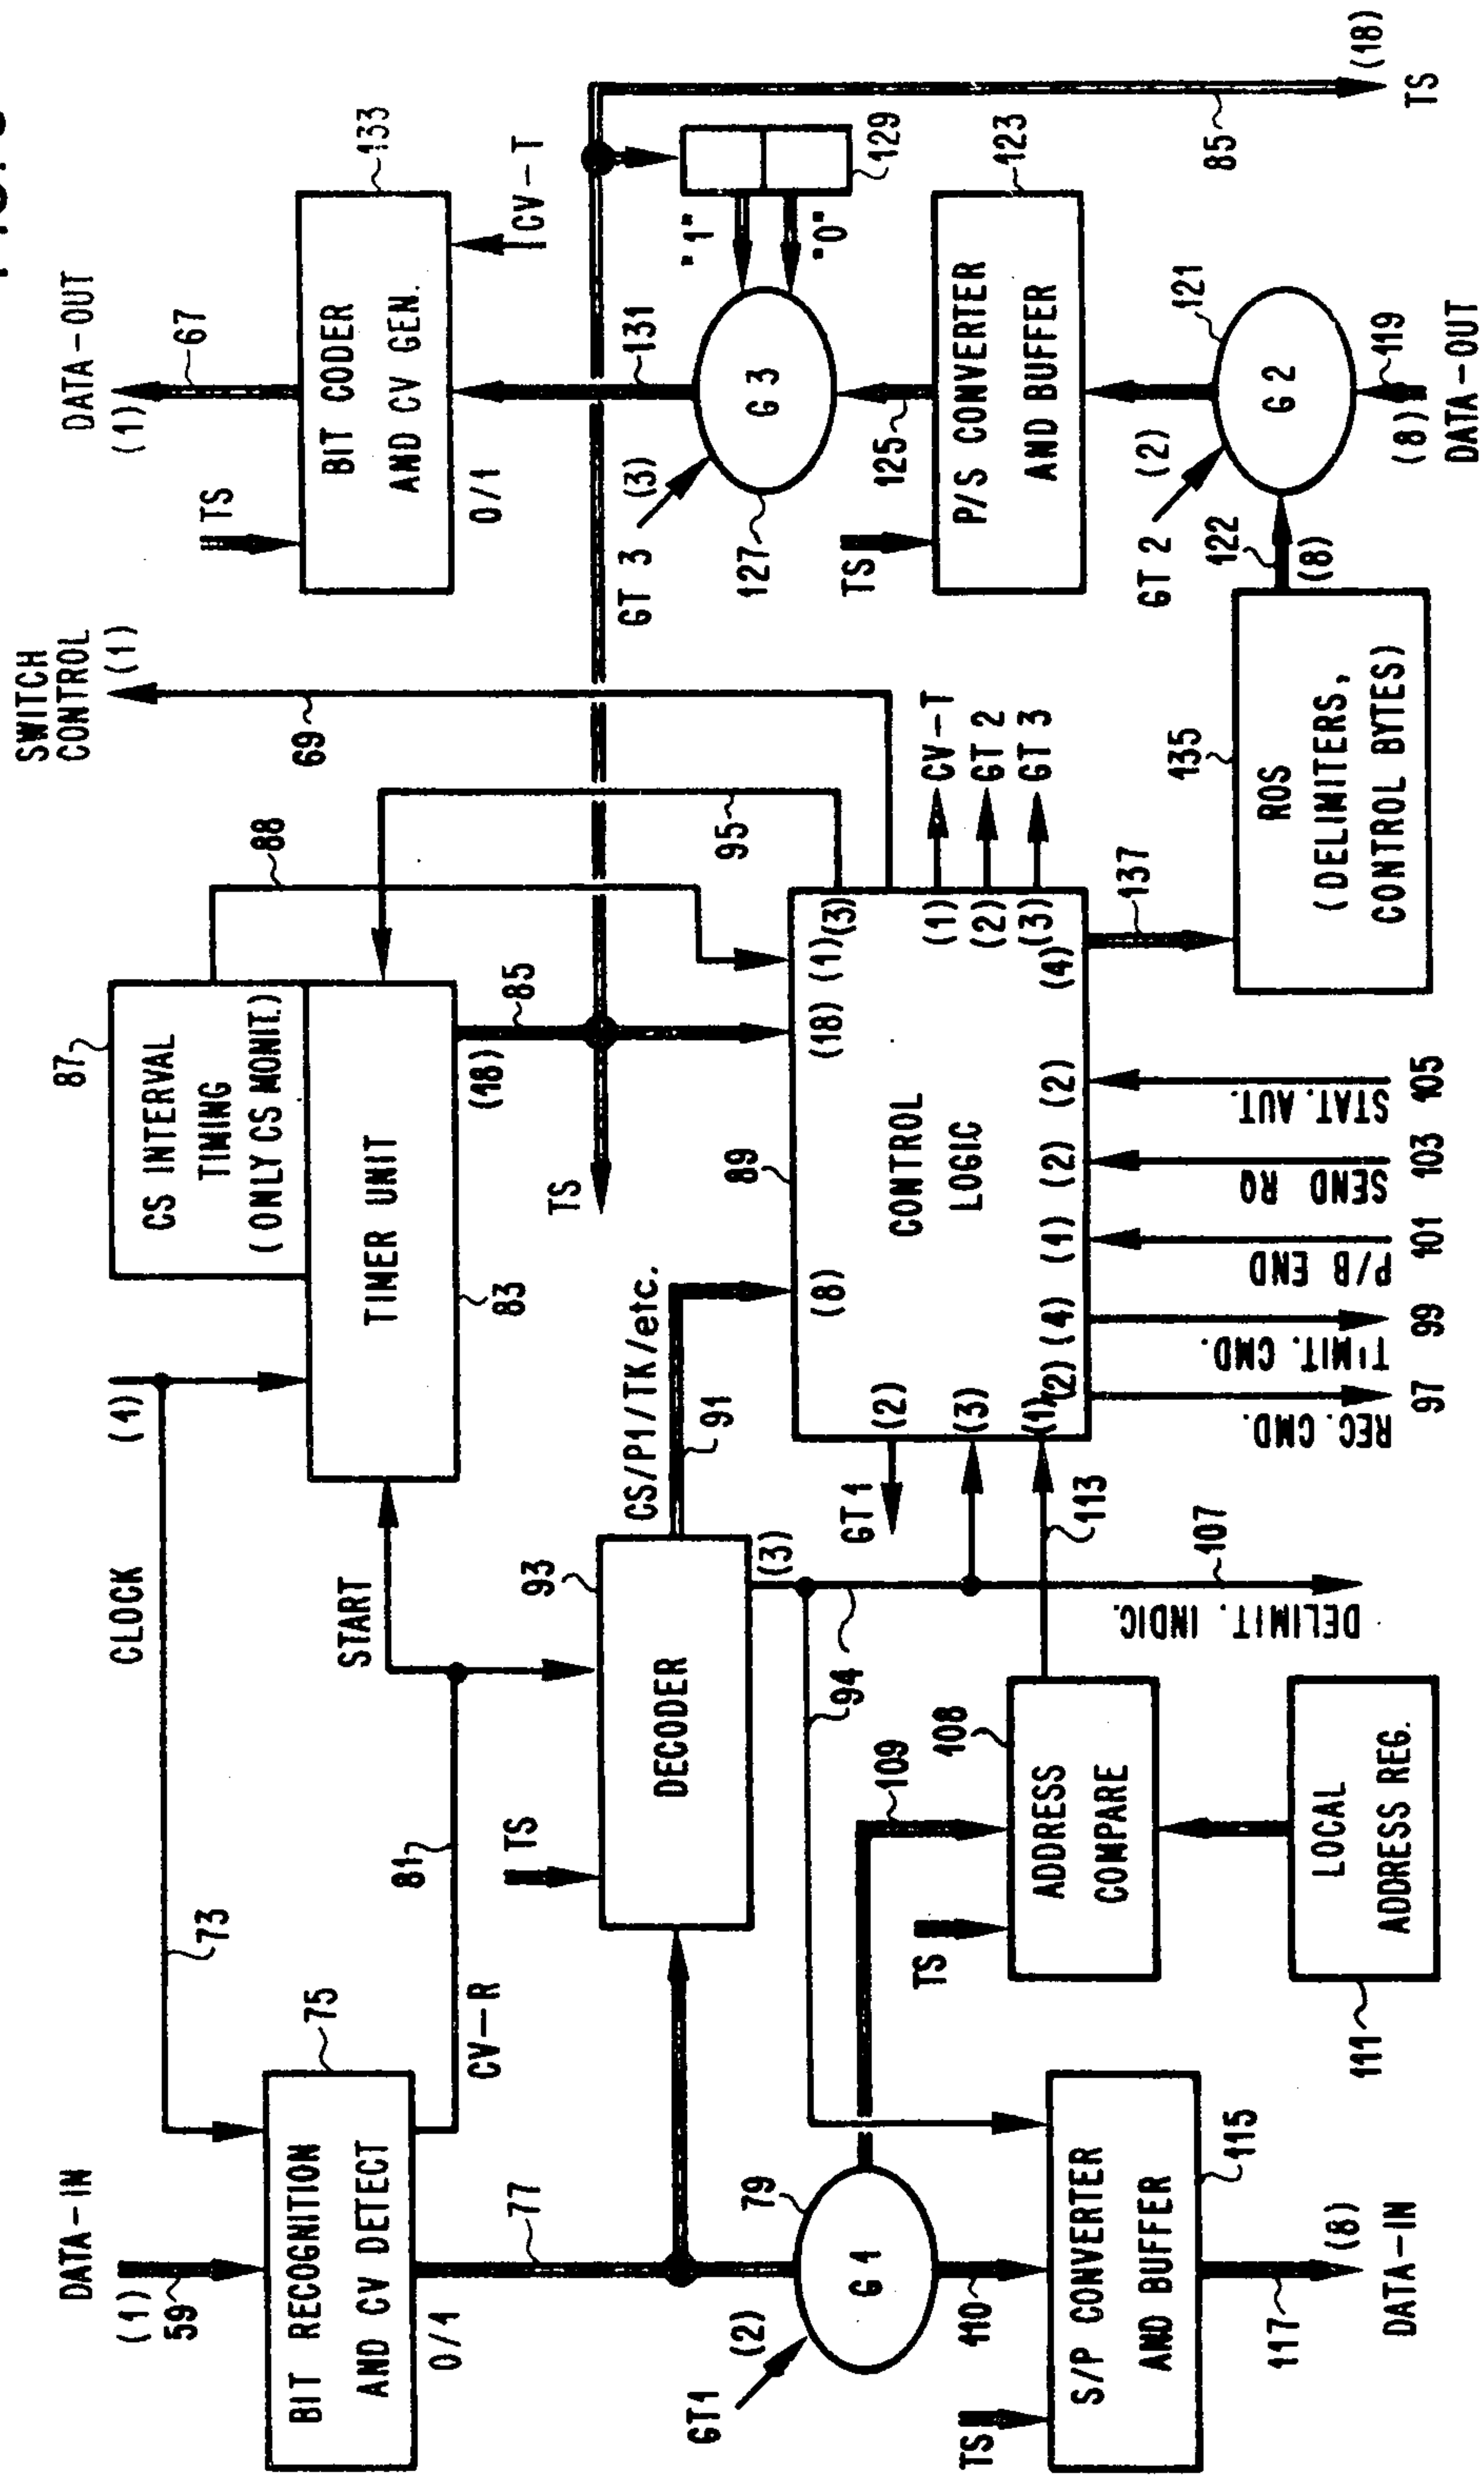 DATA-IN
(1)
59
BIT RECOGNITION
AND CV DETECT
75
0/1
77
CV-R
81
73
CLOCK
(4)
START
TIMER UNIT
83
CS INTERVAL
TIMING
(ONLY CS MONIT.)
87
88
(18)
85
TS
95
SWITCH
CONTROL
(1)
69
DATA-OUT
(1)
67
BIT CODER
AND CV GEN.
133
TS
CV-T
0/1
131
GT 3
(3)
G 3
127
"1"
"0"
129
125
P/S CONVERTER
AND BUFFER
123
TS
GT 2
(2)
G 2
121
122
(8)
119
(8)
DATA-OUT
85
(18)
TS
TS
DECODER
93
CS/P1/TK/etc.
91
(3)
94
94
CONTROL
LOGIC
89
(8)
(18)
(1)
(3)
(1)
(2)
(3)
(4)
CV-T
GT 2
GT 3
137
ROS
(DELIMITERS,
CONTROL BYTES)
135
(2)
(3)
(1)
GT 1
(2)
(4)
(1)
(2)
(2)
REC. CMD.
97
T'MIT. CMD.
99
P/B END
101
SEND RQ
103
STAT. AUT.
105
DELIMIT. INDIC.
107
113
GT1
(2)
G 1
79
109
110
ADDRESS
COMPARE
108
TS
LOCAL
ADDRESS REG.
111
S/P CONVERTER
AND BUFFER
115
TS
117
(8)
DATA-IN